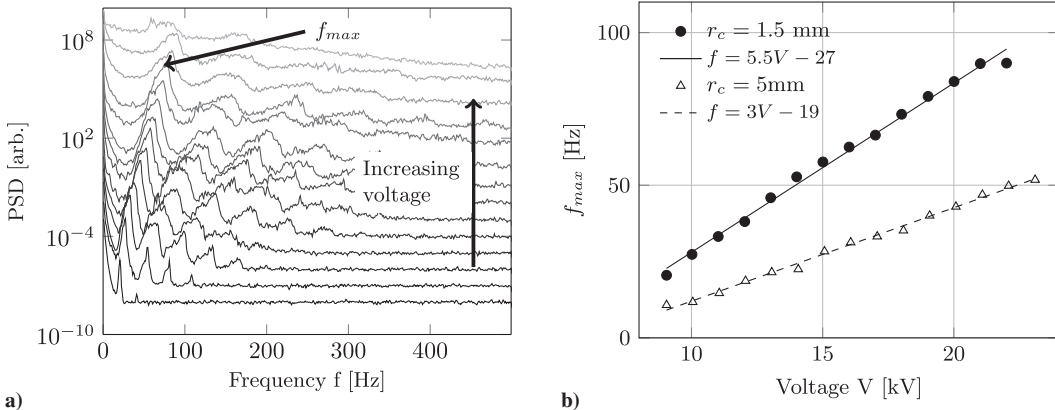 10^8
10^2
10^−4
10^−10
PSD [arb.]
f_max
Increasing
voltage
0 100 200 300 400
Frequency f [Hz]
a)
100
50
0
f_max [Hz]
r_c = 1.5 mm
f = 5.5V − 27
r_c = 5mm
f = 3V − 19
10 15 20
Voltage V [kV]
b)